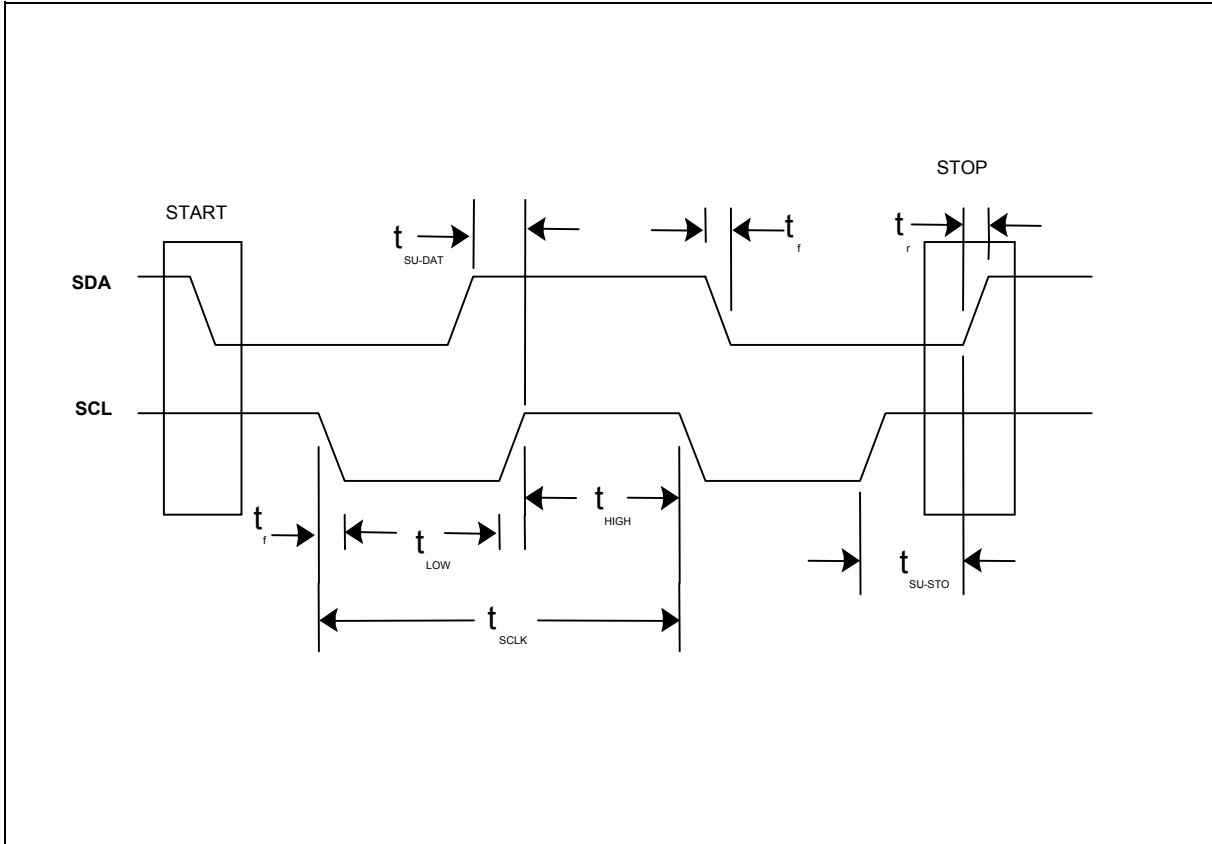 STOP
START
t SU-DAT
t f
t r
SDA
SCL
t HIGH
t f
t LOW
t SU-STO
t SCLK